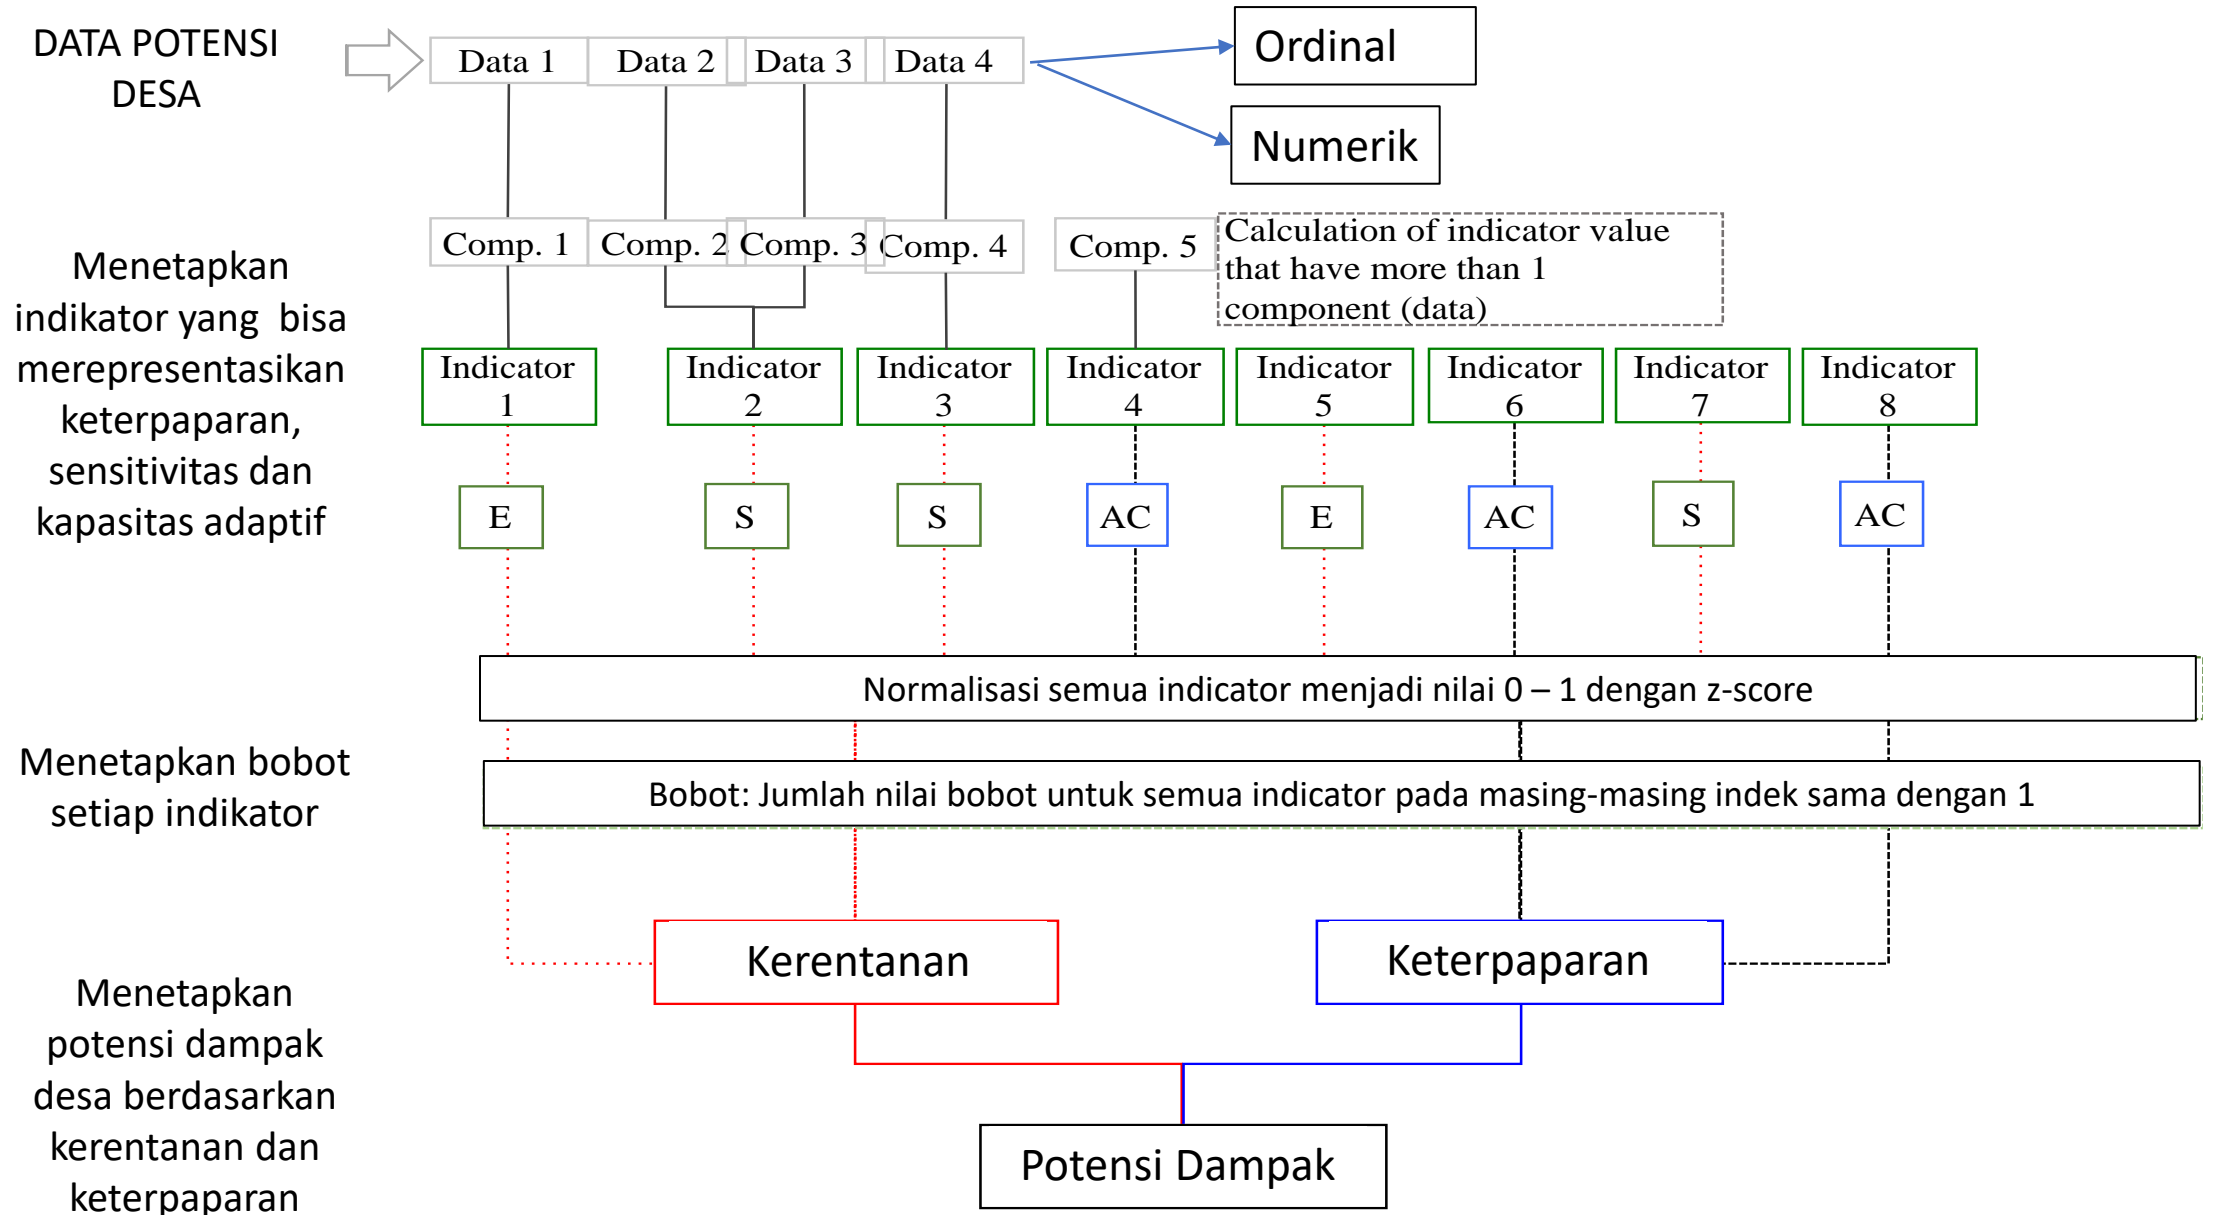 DATA POTENSI
DESA
Data 1
Data 2
Data 3
Data 4
Ordinal
Numerik
Menetapkan
indikator yang bisa
merepresentasikan
keterpaparan,
sensitivitas dan
kapasitas adaptif
Comp. 1
Comp. 2
Comp. 3
Comp. 4
Comp. 5
Calculation of indicator value
that have more than 1
component (data)
Indicator
1
Indicator
2
Indicator
3
Indicator
4
Indicator
5
Indicator
6
Indicator
7
Indicator
8
E
S
S
AC
E
AC
S
AC
Normalisasi semua indicator menjadi nilai 0 – 1 dengan z-score
Menetapkan bobot
setiap indikator
Bobot: Jumlah nilai bobot untuk semua indicator pada masing-masing indek sama dengan 1
Kerentanan
Keterpaparan
Menetapkan
potensi dampak
desa berdasarkan
kerentanan dan
keterpaparan
Potensi Dampak